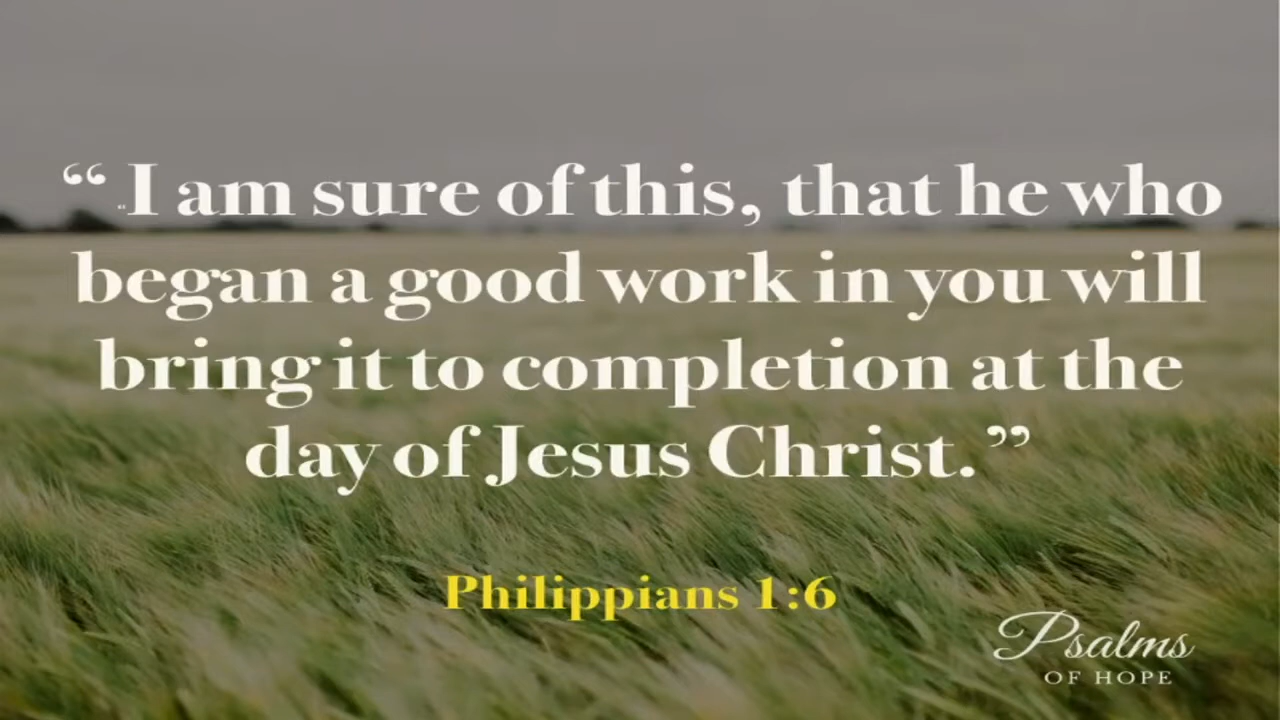 “ “I am sure of this, that he who
began a good work in you will
bring it to completion at the
day of Jesus Christ.”
Philippians 1:6
Psalms
OF HOPE